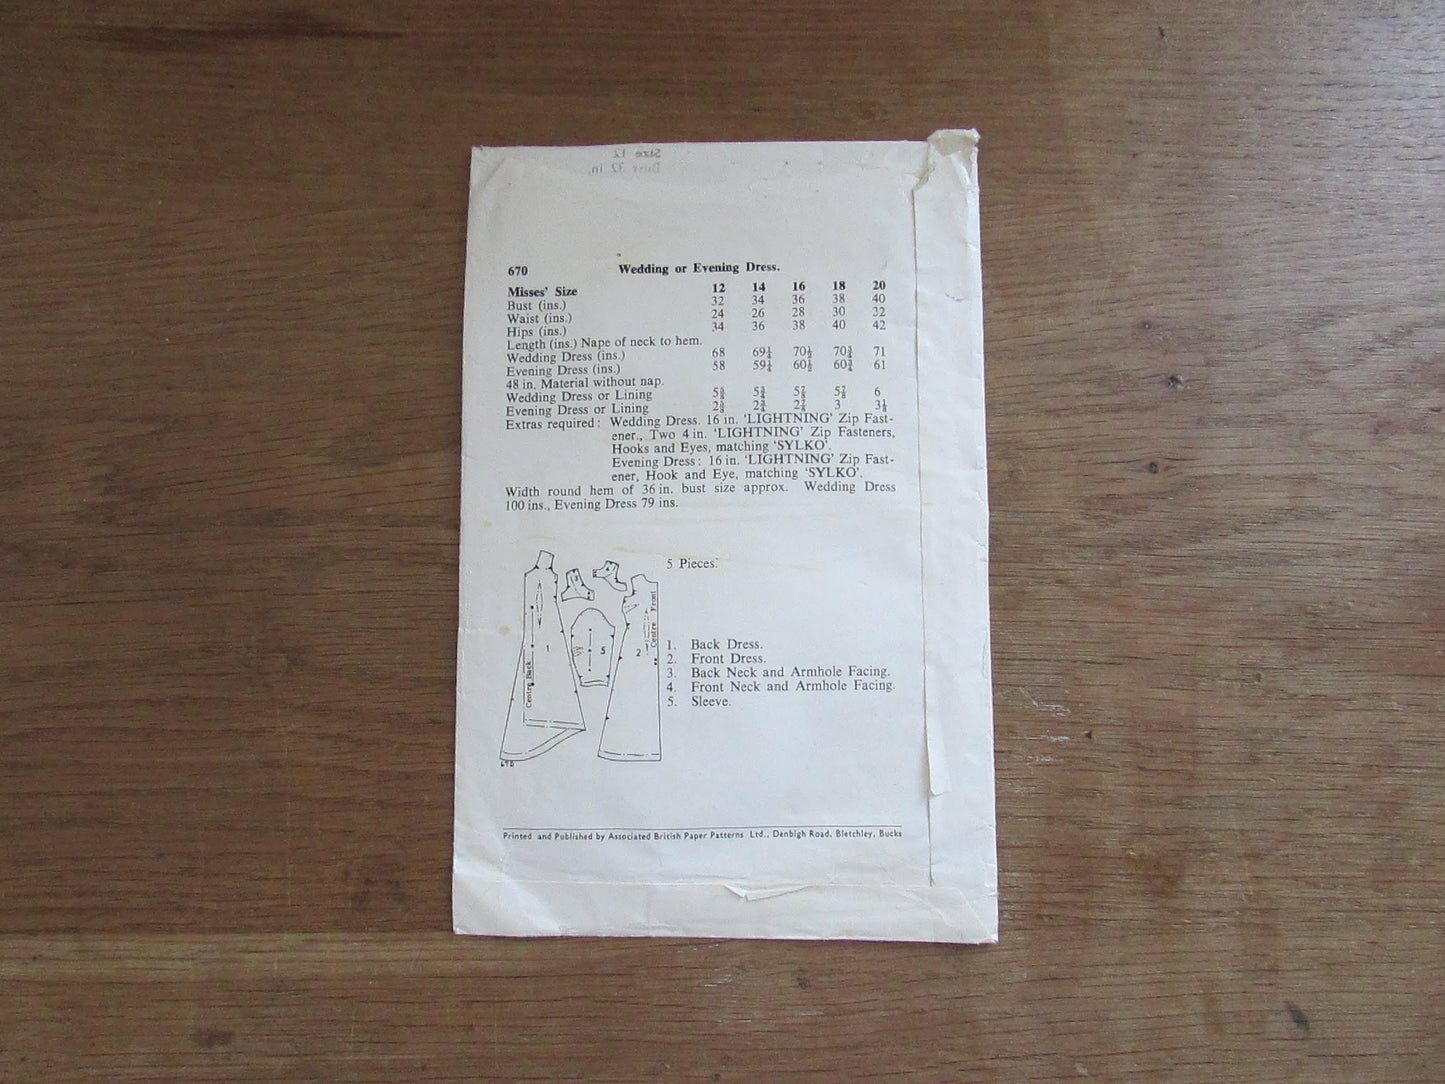 Size 12
Bust 32 in.
670 Wedding or Evening Dress.
Misses' Size 12 14 16 18 20
Bust (ins.) 32 34 36 38 40
Waist (ins.) 24 26 28 30 32
Hips (ins.) 34 36 38 40 42
Length (ins.) Nape of neck to hem.
Wedding Dress (ins.) 68 69¼ 70½ 70¾ 71
Evening Dress (ins.) 58 59¼ 60½ 60¾ 61
48 in. Material without nap.
Wedding Dress or Lining 5⅝ 5¾ 5⅞ 5⅞ 6
Evening Dress or Lining 2⅝ 2¾ 2⅞ 3 3⅛
Extras required: Wedding Dress. 16 in. 'LIGHTNING' Zip Fast-
ener., Two 4 in. 'LIGHTNING' Zip Fasteners,
Hooks and Eyes, matching 'SYLKO'.
Evening Dress: 16 in. 'LIGHTNING' Zip Fast-
ener, Hook and Eye, matching 'SYLKO'.
Width round hem of 36 in. bust size approx. Wedding Dress
100 ins., Evening Dress 79 ins.
5 Pieces.
Centre Back
1
3
4
5
2
Centre Front
670
1. Back Dress.
2. Front Dress.
3. Back Neck and Armhole Facing.
4. Front Neck and Armhole Facing.
5. Sleeve.
Printed and Published by Associated British Paper Patterns Ltd., Denbigh Road, Bletchley, Bucks